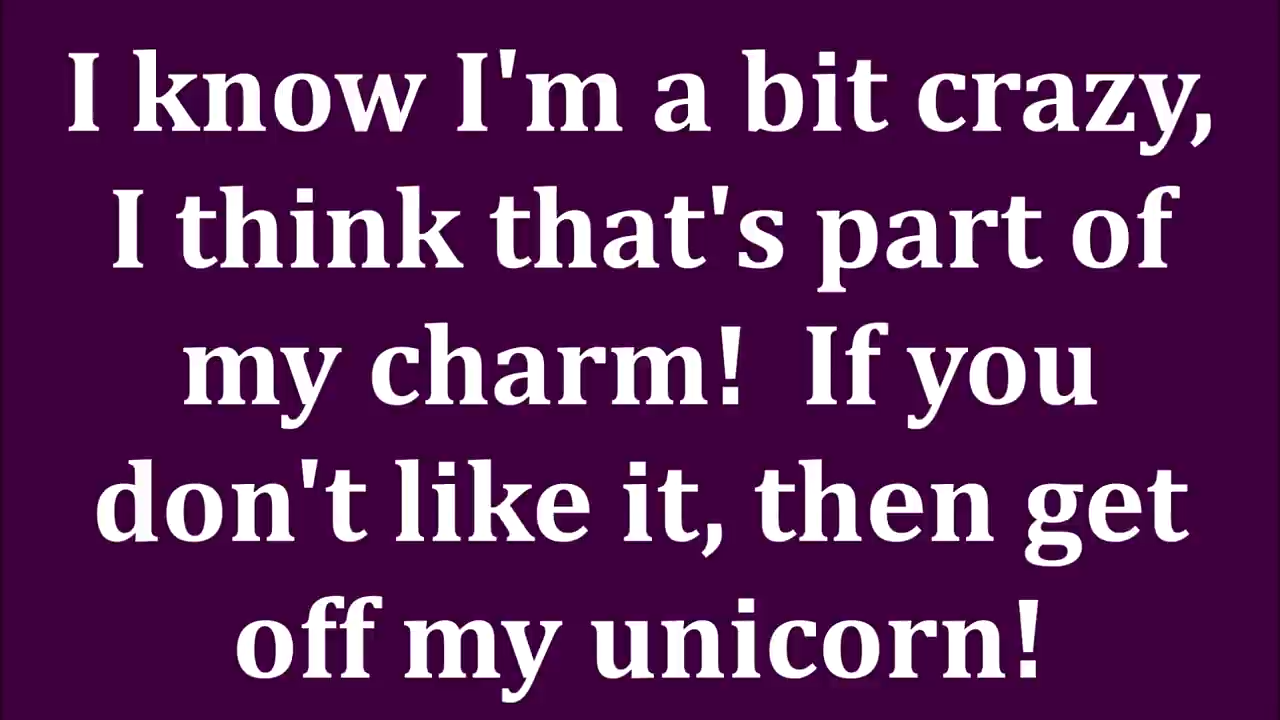 I know I'm a bit crazy,
I think that's part of
my charm!  If you
don't like it, then get
off my unicorn!